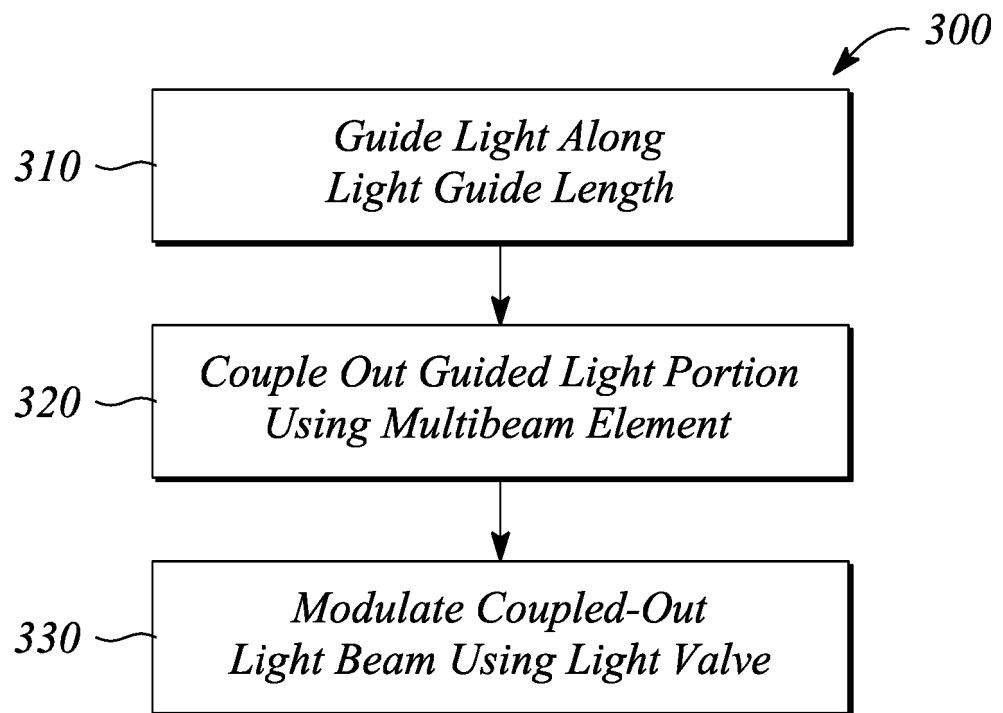 300
310
Guide Light Along
Light Guide Length
320
Couple Out Guided Light Portion
Using Multibeam Element
330
Modulate Coupled-Out
Light Beam Using Light Valve